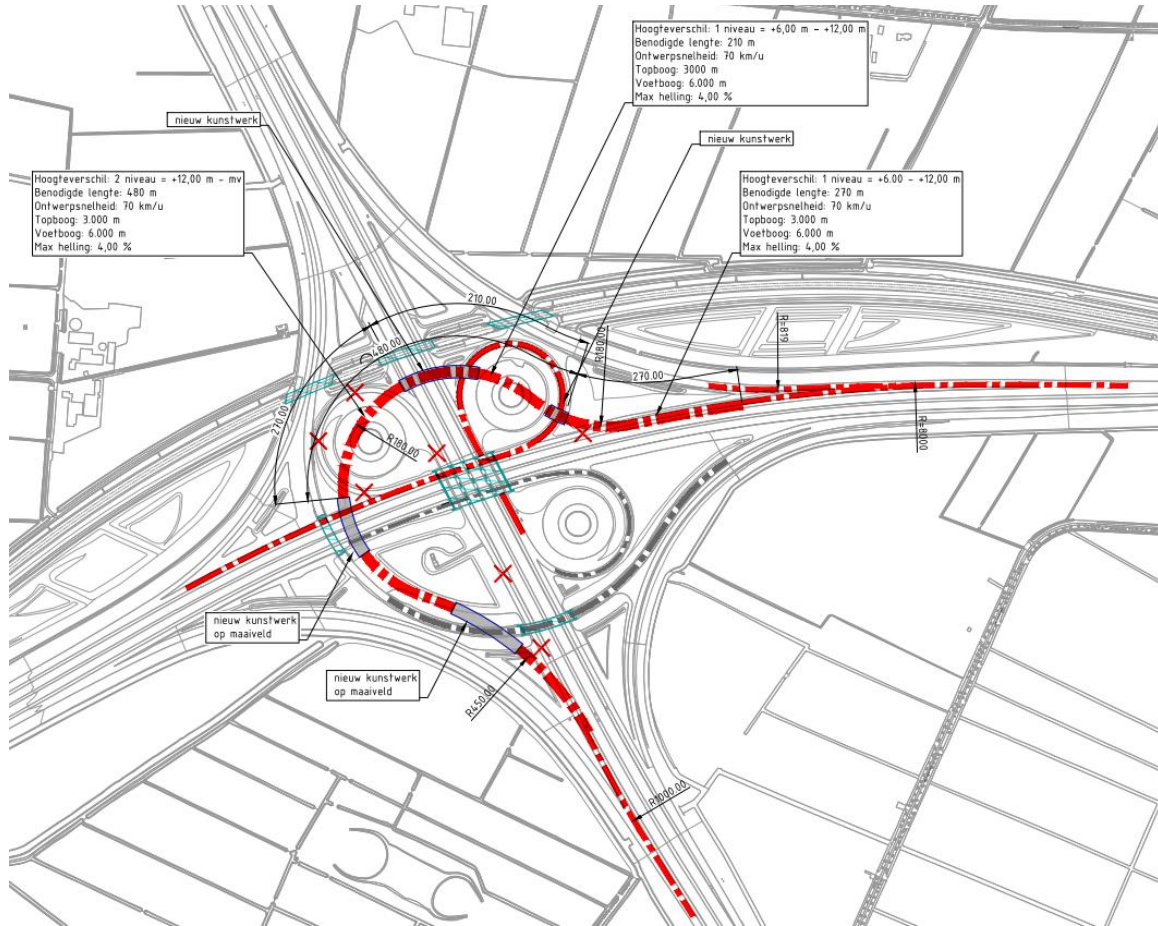 Hoogteverschil: 1 niveau = +6,00 m - +12,00 m
Benodigde lengte: 210 m
Ontwerpsnelheid: 70 km/u
Topboog: 3000 m
Voetboog: 6.000 m
Max helling: 4,00 %
nieuw kunstwerk
nieuw kunstwerk
Hoogteverschil: 2 niveau = +12,00 m - mv
Benodigde lengte: 480 m
Ontwerpsnelheid: 70 km/u
Topboog: 3.000 m
Voetboog: 6.000 m
Max helling: 4,00 %
Hoogteverschil: 1 niveau = +6.00 - +12,00 m
Benodigde lengte: 270 m
Ontwerpsnelheid: 70 km/u
Topboog: 3.000 m
Voetboog: 6.000 m
Max helling: 4,00 %
210.00
480.00
R180.00
270.00
R=819
270.00
R180.00
R=8000
nieuw kunstwerk
op maaiveld
nieuw kunstwerk
op maaiveld
R450.00
R1000.00